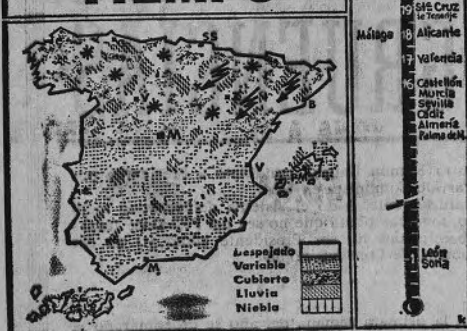 TIEMPO
SS
B
M
V
M
Despejado
Variable
Cubierto
Lluvia
Niebla
19 Sta Cruz
de Tenerife
Málaga 18 Alicante
17 Valencia
16 Castellón
Murcia
Sevilla
Cádiz
Almería
Palma de M.
1 León
Soria